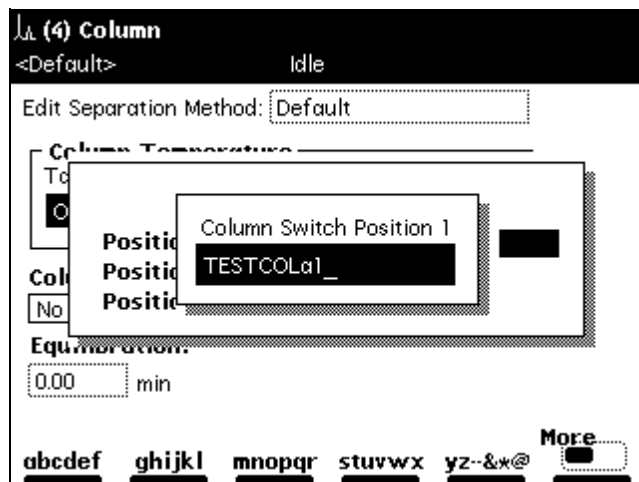 (4) Column
<Default> Idle
Edit Separation Method: Default
Column Switch Position 1
TESTCOLa1_
No
0.00 min
More
abcdef ghijkl mnopqr stuvwx yz--&*@